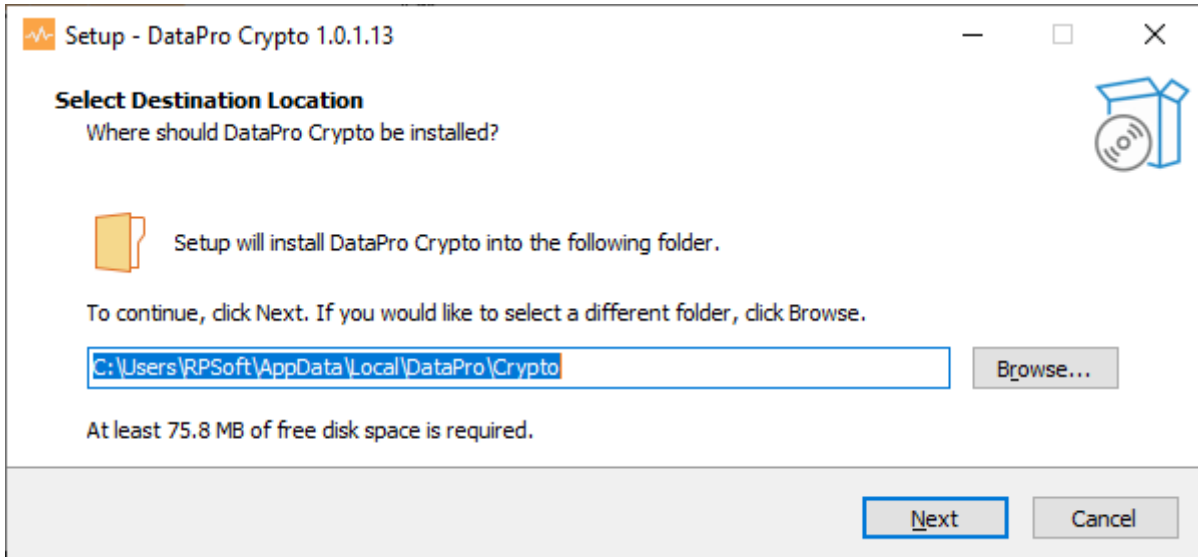 Setup - DataPro Crypto 1.0.1.13
Select Destination Location
Where should DataPro Crypto be installed?
Setup will install DataPro Crypto into the following folder.
To continue, click Next. If you would like to select a different folder, click Browse.
C:\Users\RPSoft\AppData\Local\DataPro\Crypto
Browse...
At least 75.8 MB of free disk space is required.
Next
Cancel